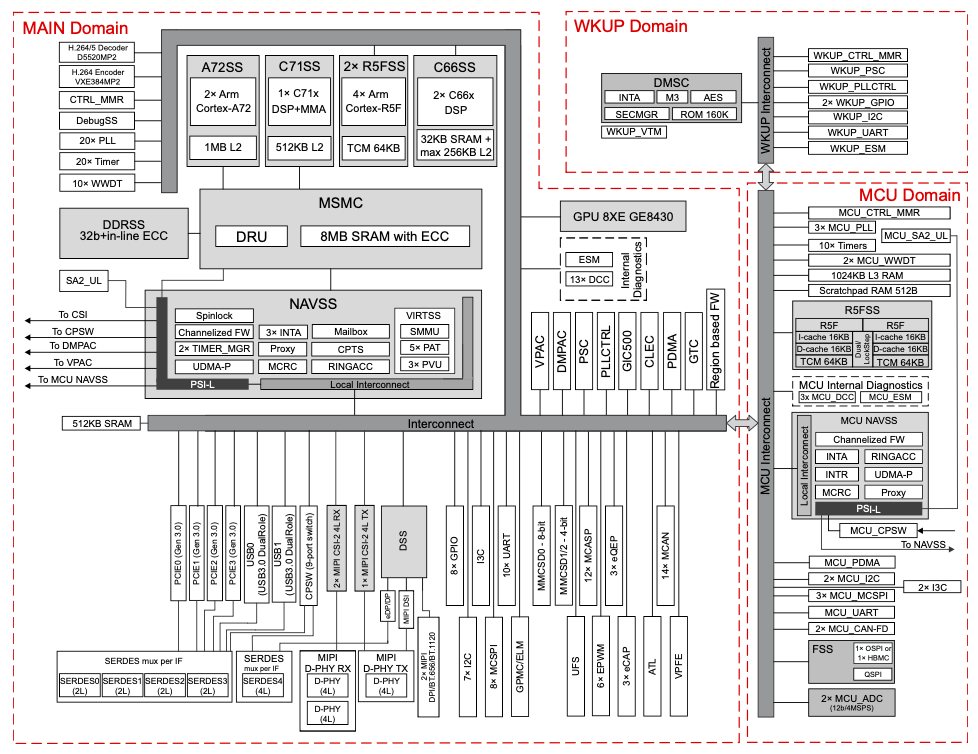 MAIN Domain
H.264/5 Decoder
D5520MP2
H.264 Encoder
VXE384MP2
CTRL_MMR
DebugSS
20× PLL
20× Timer
10× WWDT
A72SS
2× Arm
Cortex-A72
1MB L2
C71SS
1× C71x
DSP+MMA
512KB L2
2× R5FSS
4× Arm
Cortex-R5F
TCM 64KB
C66SS
2× C66x
DSP
32KB SRAM +
max 256KB L2
DDRSS
32b+in-line ECC
MSMC
DRU
8MB SRAM with ECC
GPU 8XE GE8430
ESM
13× DCC
Internal
Diagnostics
SA2_UL
To CSI
To CPSW
To DMPAC
To VPAC
To MCU NAVSS
NAVSS
Spinlock
Channelized FW
2× TIMER_MGR
UDMA-P
3× INTA
Proxy
MCRC
Mailbox
CPTS
RINGACC
VIRTSS
SMMU
5× PAT
3× PVU
PSI-L
Local Interconnect
VPAC
DMPAC
PSC
PLLCTRL
GIC500
CLEC
PDMA
GTC
Region based FW
512KB SRAM
Interconnect
PCIE0 (Gen 3.0)
PCIE1 (Gen 3.0)
PCIE2 (Gen 3.0)
PCIE3 (Gen 3.0)
USB0
(USB3.0 DualRole)
USB1
(USB3.0 DualRole)
CPSW (9-port switch)
2× MIPI CSI-2 4L RX
1× MIPI CSI-2 4L TX
DSS
eDP/DP
MIPI DSI
2× MIPI
DPI/BT.656/BT.1120
8× GPIO
7× I2C
I3C
8× MCSPI
10× UART
GPMC/ELM
MMCSD0 - 8-bit
MMCSD1/2 - 4-bit
UFS
12× MCASP
6× EPWM
3× eQEP
3× eCAP
ATL
14× MCAN
VPFE
SERDES mux per IF
SERDES0
(2L)
SERDES1
(2L)
SERDES2
(2L)
SERDES3
(2L)
SERDES
mux per IF
SERDES4
(4L)
MIPI
D-PHY RX
D-PHY
(4L)
D-PHY
(4L)
MIPI
D-PHY TX
D-PHY
(4L)
WKUP Domain
DMSC
INTA
M3
AES
SECMGR
ROM 160K
WKUP_VTM
WKUP Interconnect
WKUP_CTRL_MMR
WKUP_PSC
WKUP_PLLCTRL
2× WKUP_GPIO
WKUP_I2C
WKUP_UART
WKUP_ESM
MCU Domain
MCU Interconnect
MCU_CTRL_MMR
3× MCU_PLL
MCU_SA2_UL
10× Timers
2× MCU_WWDT
1024KB L3 RAM
Scratchpad RAM 512B
R5FSS
R5F
I-cache 16KB
D-cache 16KB
TCM 64KB
Dual/
LockStep
R5F
I-cache 16KB
D-cache 16KB
TCM 64KB
MCU Internal Diagnostics
3x MCU_DCC
MCU_ESM
MCU NAVSS
Local Interconnect
Channelized FW
INTA
RINGACC
INTR
UDMA-P
MCRC
Proxy
PSI-L
MCU_CPSW
To NAVSS
MCU_PDMA
2× MCU_I2C
2× I3C
3× MCU_MCSPI
MCU_UART
2× MCU_CAN-FD
FSS
1× OSPI or
1× HBMC
QSPI
2× MCU_ADC
(12b/4MSPS)